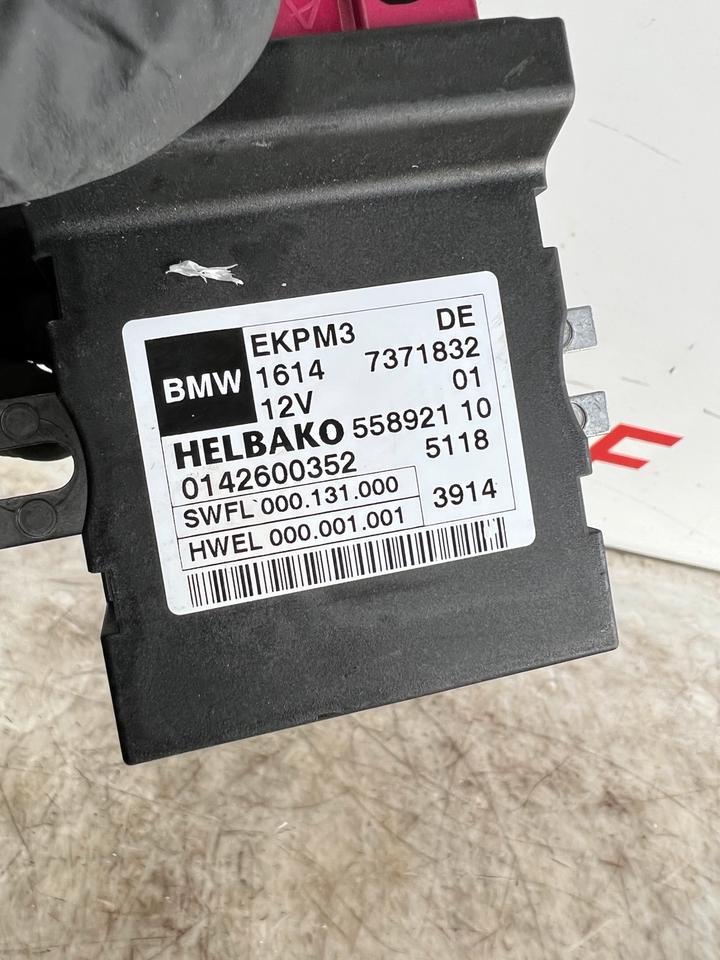 BMW
EKPM3 DE
1614 7371832
12V 01
HELBAKO 558921 10
0142600352 5118
SWFL 000.131.000 3914
HWEL 000.001.001